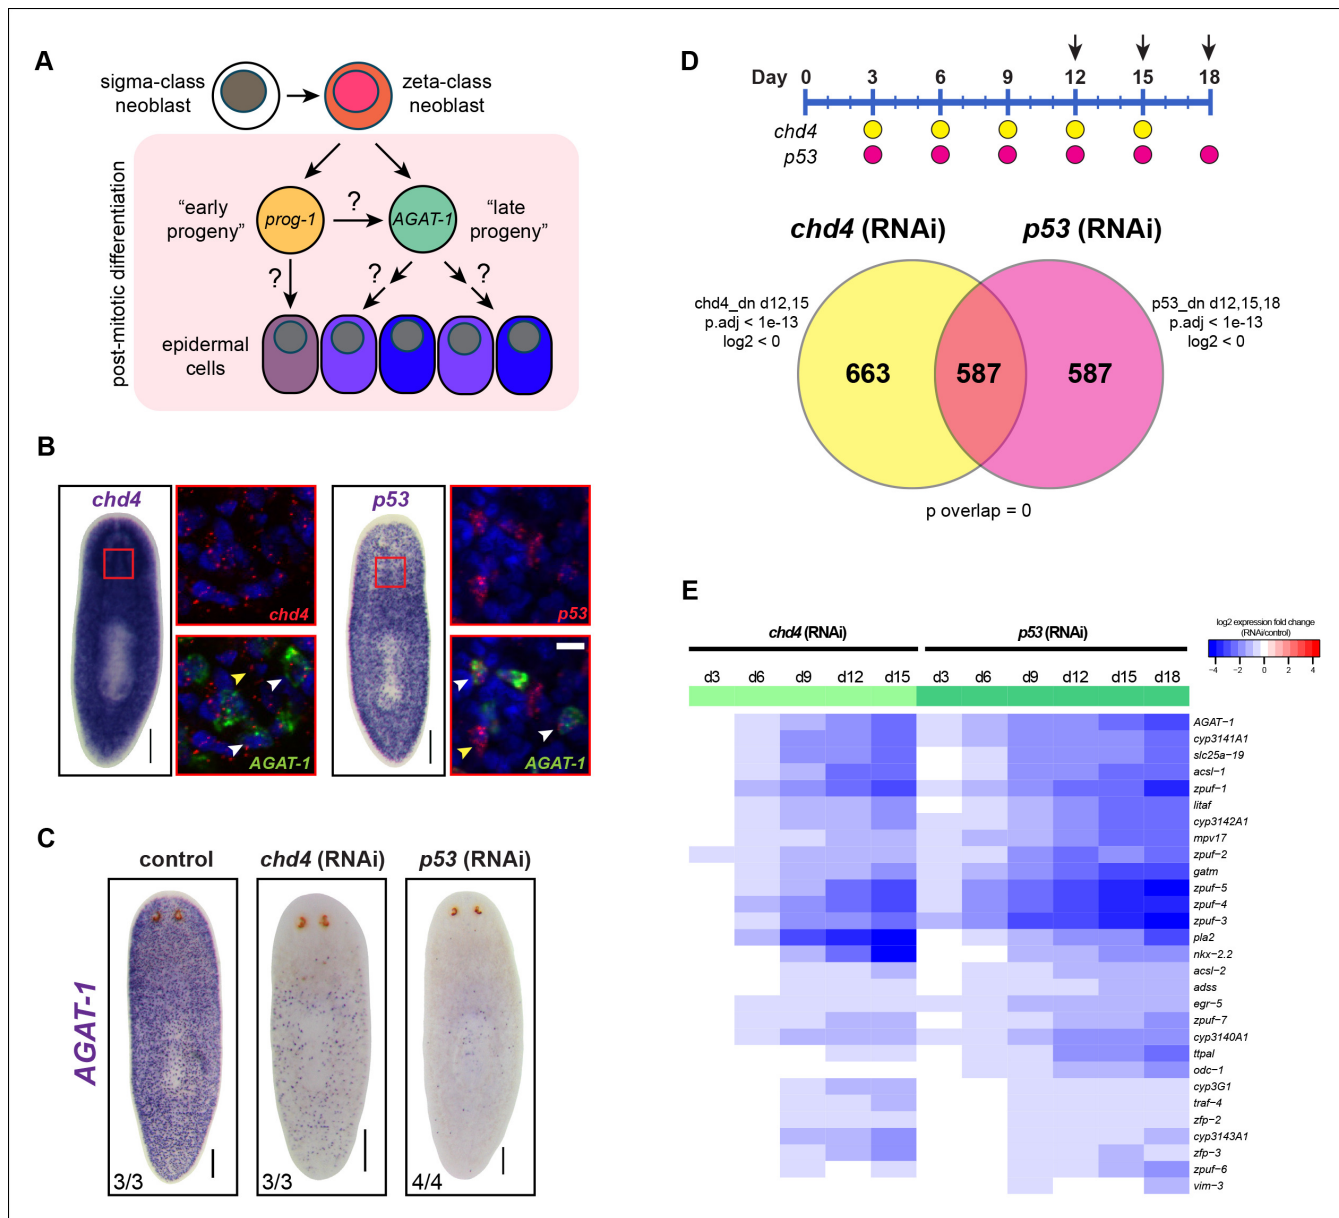 A
sigma-class
neoblast
zeta-class
neoblast
post-mitotic differentiation
"early
progeny"
prog-1
?
AGAT-1
"late
progeny"
?
?
?
epidermal
cells
B
chd4
chd4
AGAT-1
p53
p53
AGAT-1
C
control
chd4 (RNAi)
p53 (RNAi)
AGAT-1
3/3
3/3
4/4
D
Day 0 3 6 9 12 15 18
chd4
p53
chd4 (RNAi)
p53 (RNAi)
chd4_dn d12,15
p.adj < 1e-13
log2 < 0
p53_dn d12,15,18
p.adj < 1e-13
log2 < 0
663
587
587
p overlap = 0
E
log2 expression fold change
(RNAi/control)
−4 −2 0 2 4
chd4 (RNAi)
p53 (RNAi)
d3 d6 d9 d12 d15 d3 d6 d9 d12 d15 d18
AGAT−1
cyp3141A1
slc25a−19
acsl−1
zpuf−1
litaf
cyp3142A1
mpv17
zpuf−2
gatm
zpuf−5
zpuf−4
zpuf−3
pla2
nkx−2.2
acsl−2
adss
egr−5
zpuf−7
cyp3140A1
ttpal
odc−1
cyp3G1
traf−4
zfp−2
cyp3143A1
zfp−3
zpuf−6
vim−3